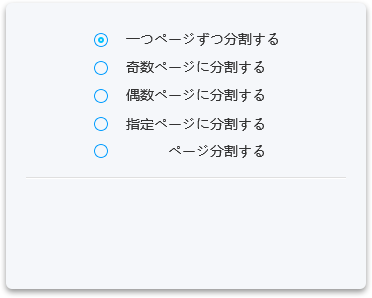 一つページずつ分割する
奇数ページに分割する
偶数ページに分割する
指定ページに分割する
ページ分割する